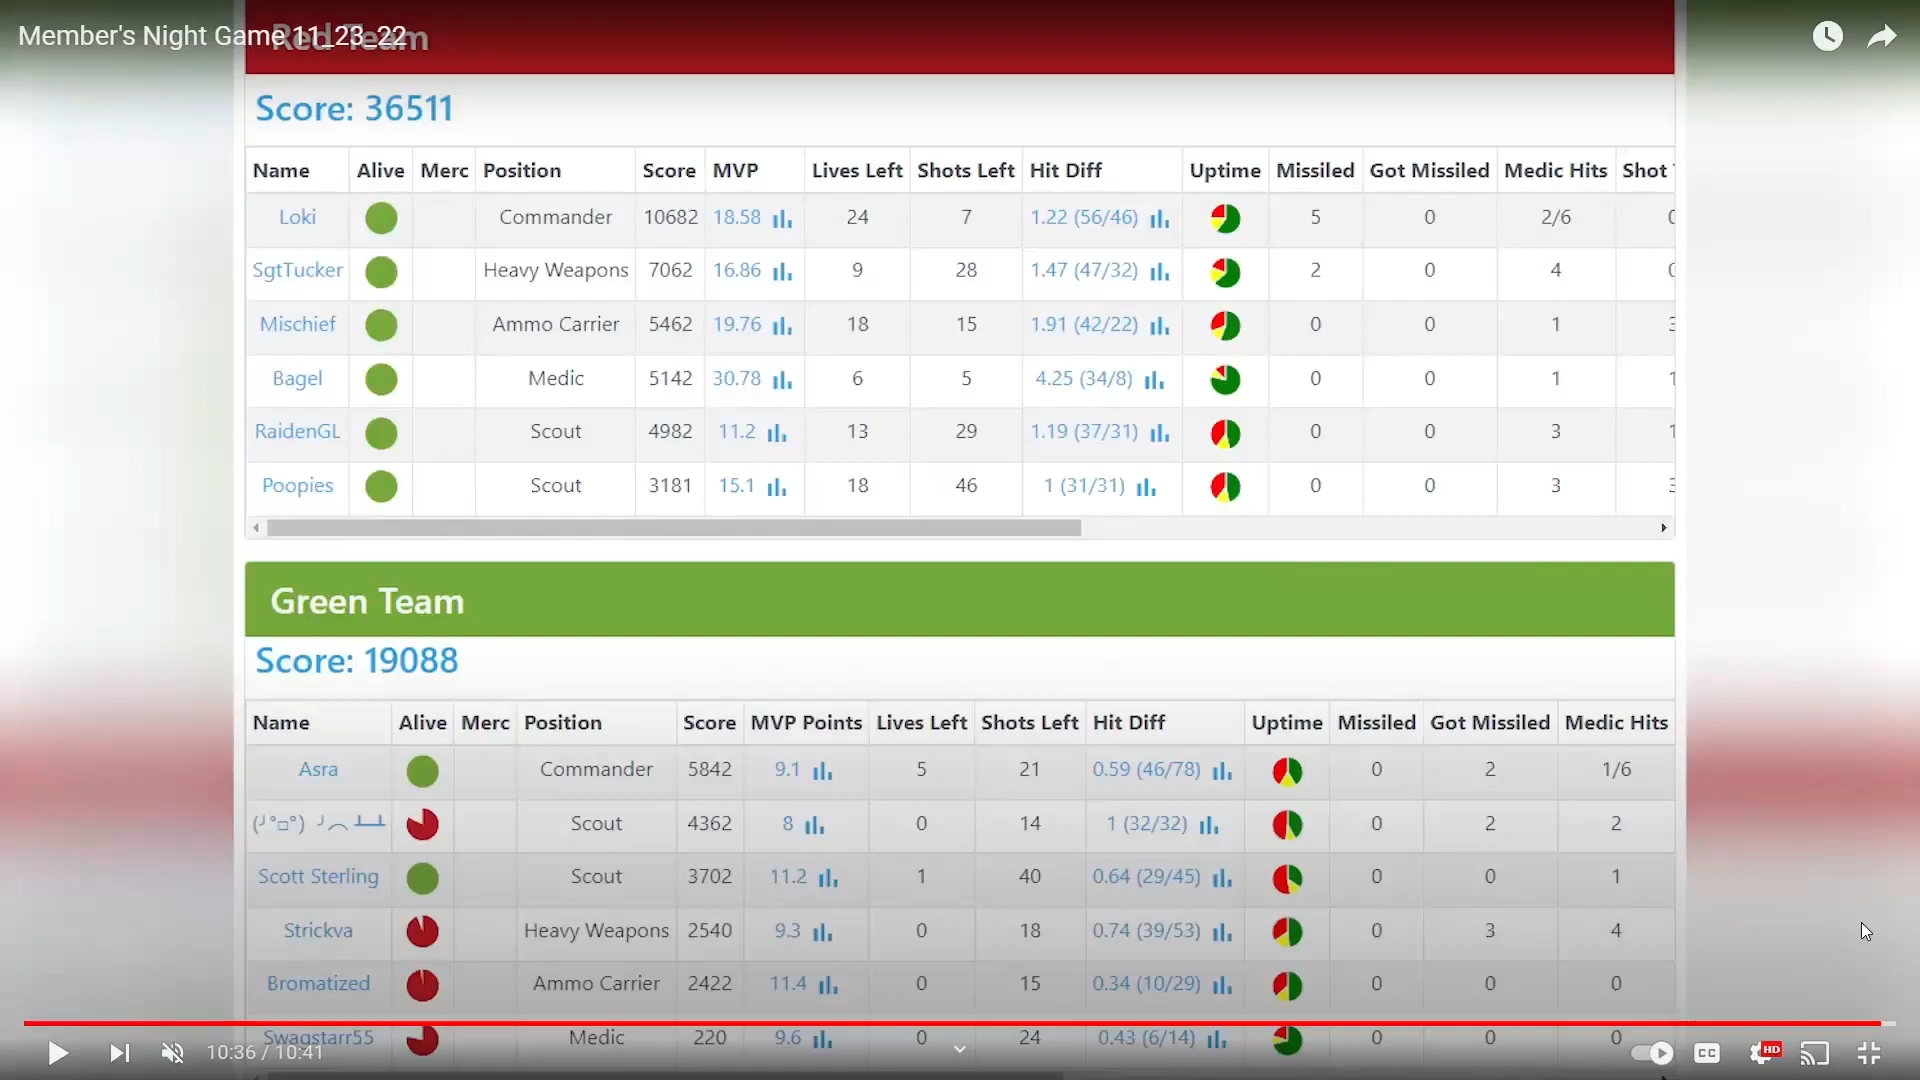 Member's Night Game 11_23_22
Red Team
Score: 36511
Name Alive Merc Position Score MVP Lives Left Shots Left Hit Diff Uptime Missiled Got Missiled Medic Hits Shot
Loki Commander 10682 18.58 24 7 1.22 (56/46) 5 0 2/6
SgtTucker Heavy Weapons 7062 16.86 9 28 1.47 (47/32) 2 0 4
Mischief Ammo Carrier 5462 19.76 18 15 1.91 (42/22) 0 0 1
Bagel Medic 5142 30.78 6 5 4.25 (34/8) 0 0 1
RaidenGL Scout 4982 11.2 13 29 1.19 (37/31) 0 0 3
Poopies Scout 3181 15.1 18 46 1 (31/31) 0 0 3
Green Team
Score: 19088
Name Alive Merc Position Score MVP Points Lives Left Shots Left Hit Diff Uptime Missiled Got Missiled Medic Hits
Asra Commander 5842 9.1 5 21 0.59 (46/78) 0 2 1/6
(╯°□°)╯︵ ┻━┻ Scout 4362 8 0 14 1 (32/32) 0 2 2
Scott Sterling Scout 3702 11.2 1 40 0.64 (29/45) 0 0 1
Strickva Heavy Weapons 2540 9.3 0 18 0.74 (39/53) 0 3 4
Bromatized Ammo Carrier 2422 11.4 0 15 0.34 (10/29) 0 0 0
Swagstarr55 Medic 220 9.6 0 24 0.43 (6/14) 0 0 0
10:36 / 10:41
CC
HD